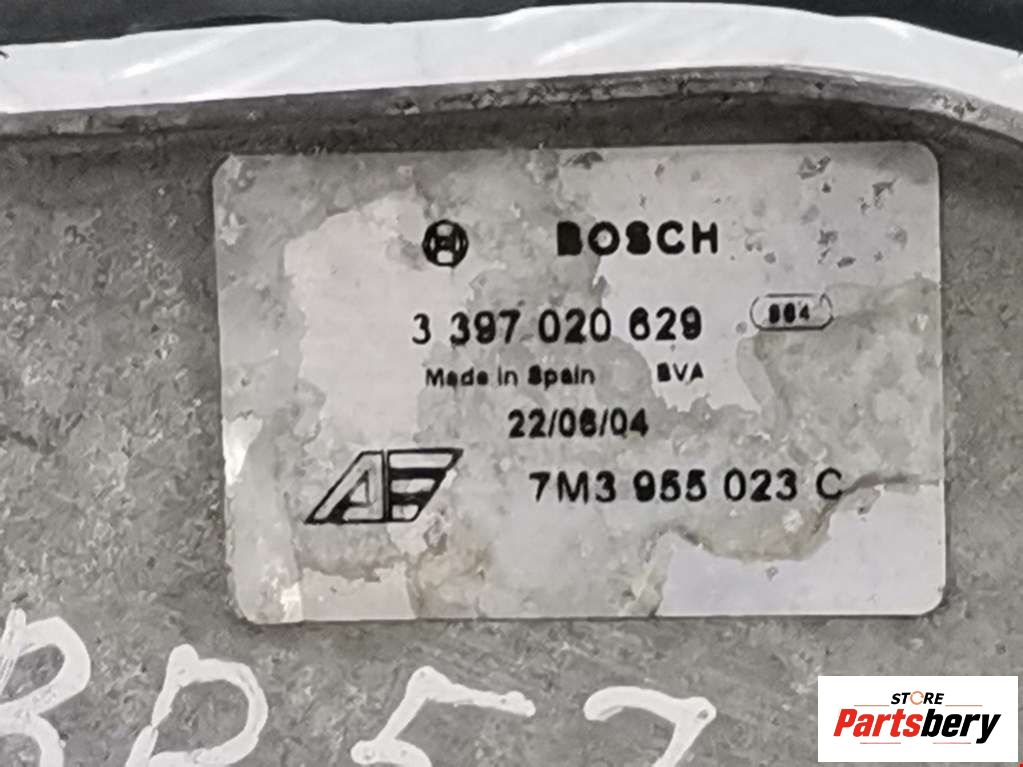 BOSCH
3 397 020 629
Made in Spain
22/06/04
7M3 955 023 C
STORE
Partsbery